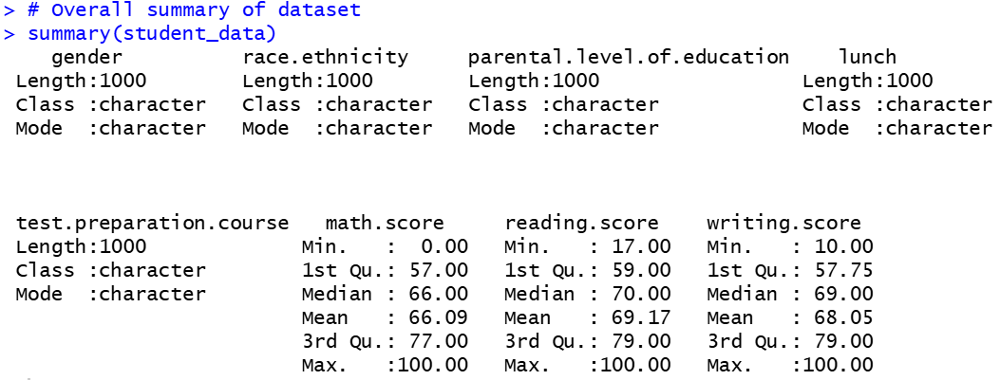 > # Overall summary of dataset
> summary(student_data)
    gender          race.ethnicity     parental.level.of.education    lunch
 Length:1000        Length:1000        Length:1000                 Length:1000
 Class :character   Class :character   Class :character            Class :character
 Mode  :character   Mode  :character   Mode  :character            Mode  :character
 test.preparation.course   math.score     reading.score    writing.score
 Length:1000             Min.   :  0.00   Min.   : 17.00   Min.   : 10.00
 Class :character        1st Qu.: 57.00   1st Qu.: 59.00   1st Qu.: 57.75
 Mode  :character        Median : 66.00   Median : 70.00   Median : 69.00
                         Mean   : 66.09   Mean   : 69.17   Mean   : 68.05
                         3rd Qu.: 77.00   3rd Qu.: 79.00   3rd Qu.: 79.00
                         Max.   :100.00   Max.   :100.00   Max.   :100.00